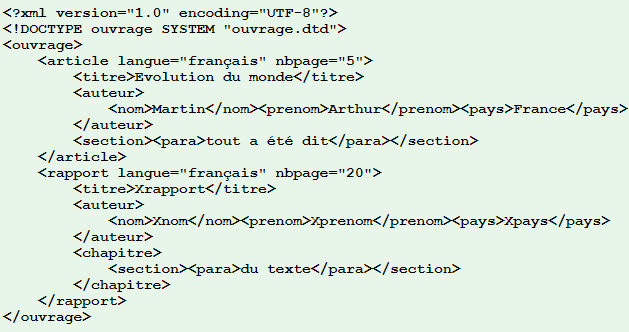 <?xml version="1.0" encoding="UTF-8"?>
<!DOCTYPE ouvrage SYSTEM "ouvrage.dtd">
<ouvrage>
    <article langue="français" nbpage="5">
        <titre>Evolution du monde</titre>
        <auteur>
            <nom>Martin</nom><prenom>Arthur</prenom><pays>France</pays>
        </auteur>
        <section><para>tout a été dit</para></section>
    </article>
    <rapport langue="français" nbpage="20">
        <titre>Xrapport</titre>
        <auteur>
            <nom>Xnom</nom><prenom>Xprenom</prenom><pays>Xpays</pays>
        </auteur>
        <chapitre>
            <section><para>du texte</para></section>
        </chapitre>
    </rapport>
</ouvrage>